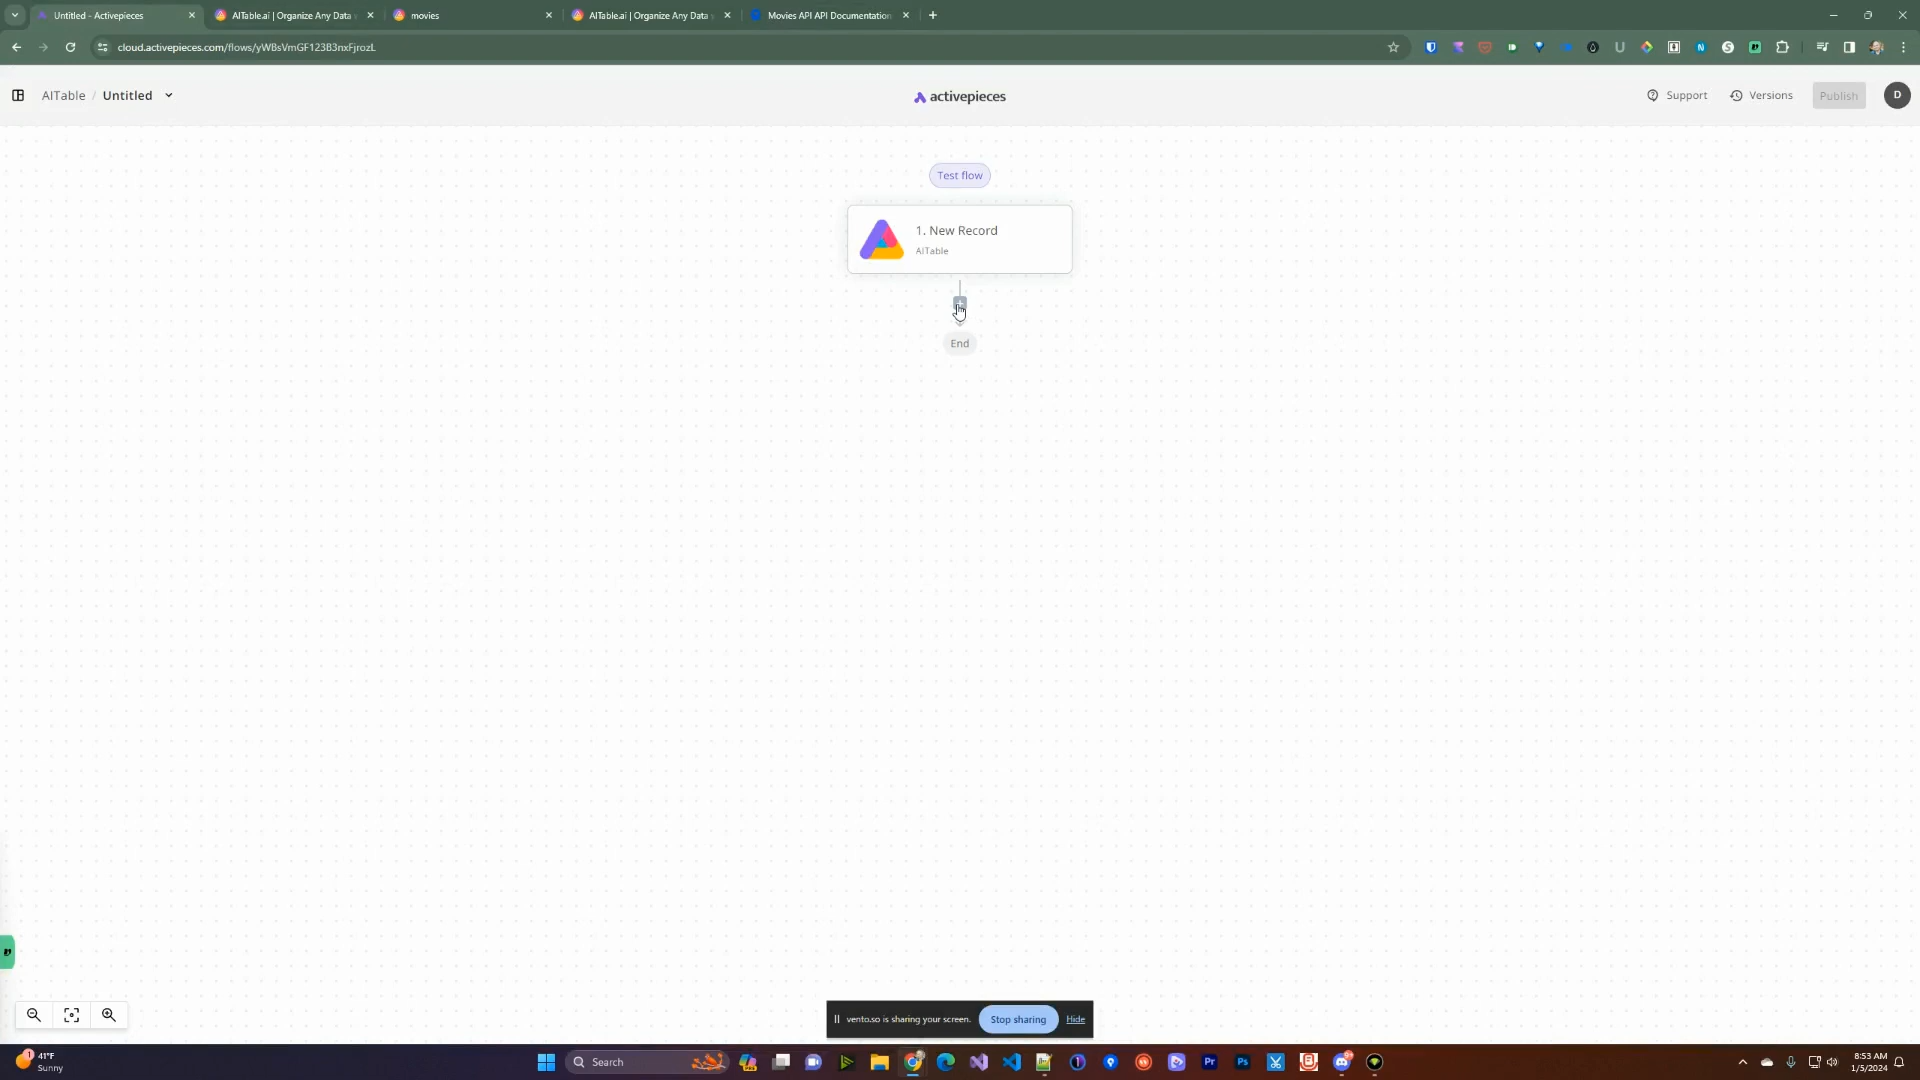 Untitled - Activepieces
AITable.ai | Organize Any Data
movies
AITable.ai | Organize Any Data
Movies API API Documentation
cloud.activepieces.com/flows/yWBsVmGF123B3nxFjrozL
AITable / Untitled
activepieces
Support
Versions
Publish
D
Test flow
1. New Record
AITable
End
vento.so is sharing your screen.
Stop sharing
Hide
41°F
Sunny
Search
8:53 AM
1/5/2024